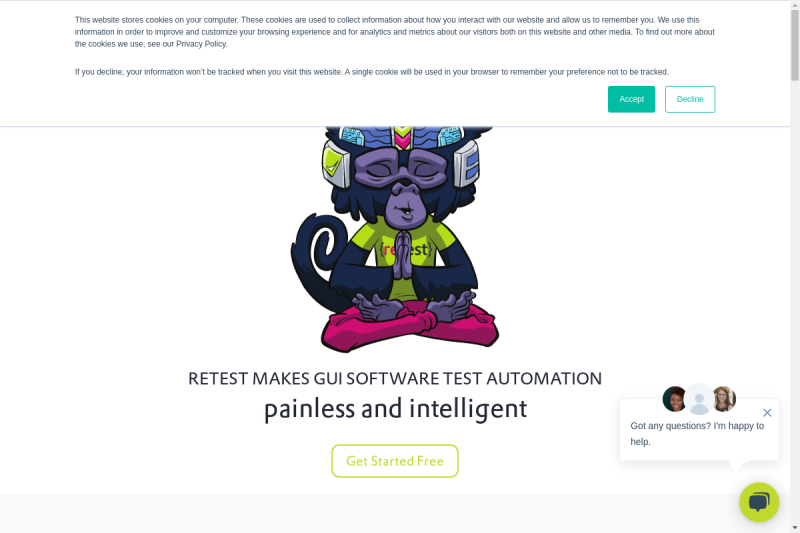 This website stores cookies on your computer. These cookies are used to collect information about how you interact with our website and allow us to remember you. We use this
information in order to improve and customize your browsing experience and for analytics and metrics about our visitors both on this website and other media. To find out more about
the cookies we use, see our Privacy Policy.
If you decline, your information won't be tracked when you visit this website. A single cookie will be used in your browser to remember your preference not to be tracked.
Accept
Decline
{retest}
RETEST MAKES GUI SOFTWARE TEST AUTOMATION
painless and intelligent
Get Started Free
Got any questions? I'm happy to
help.